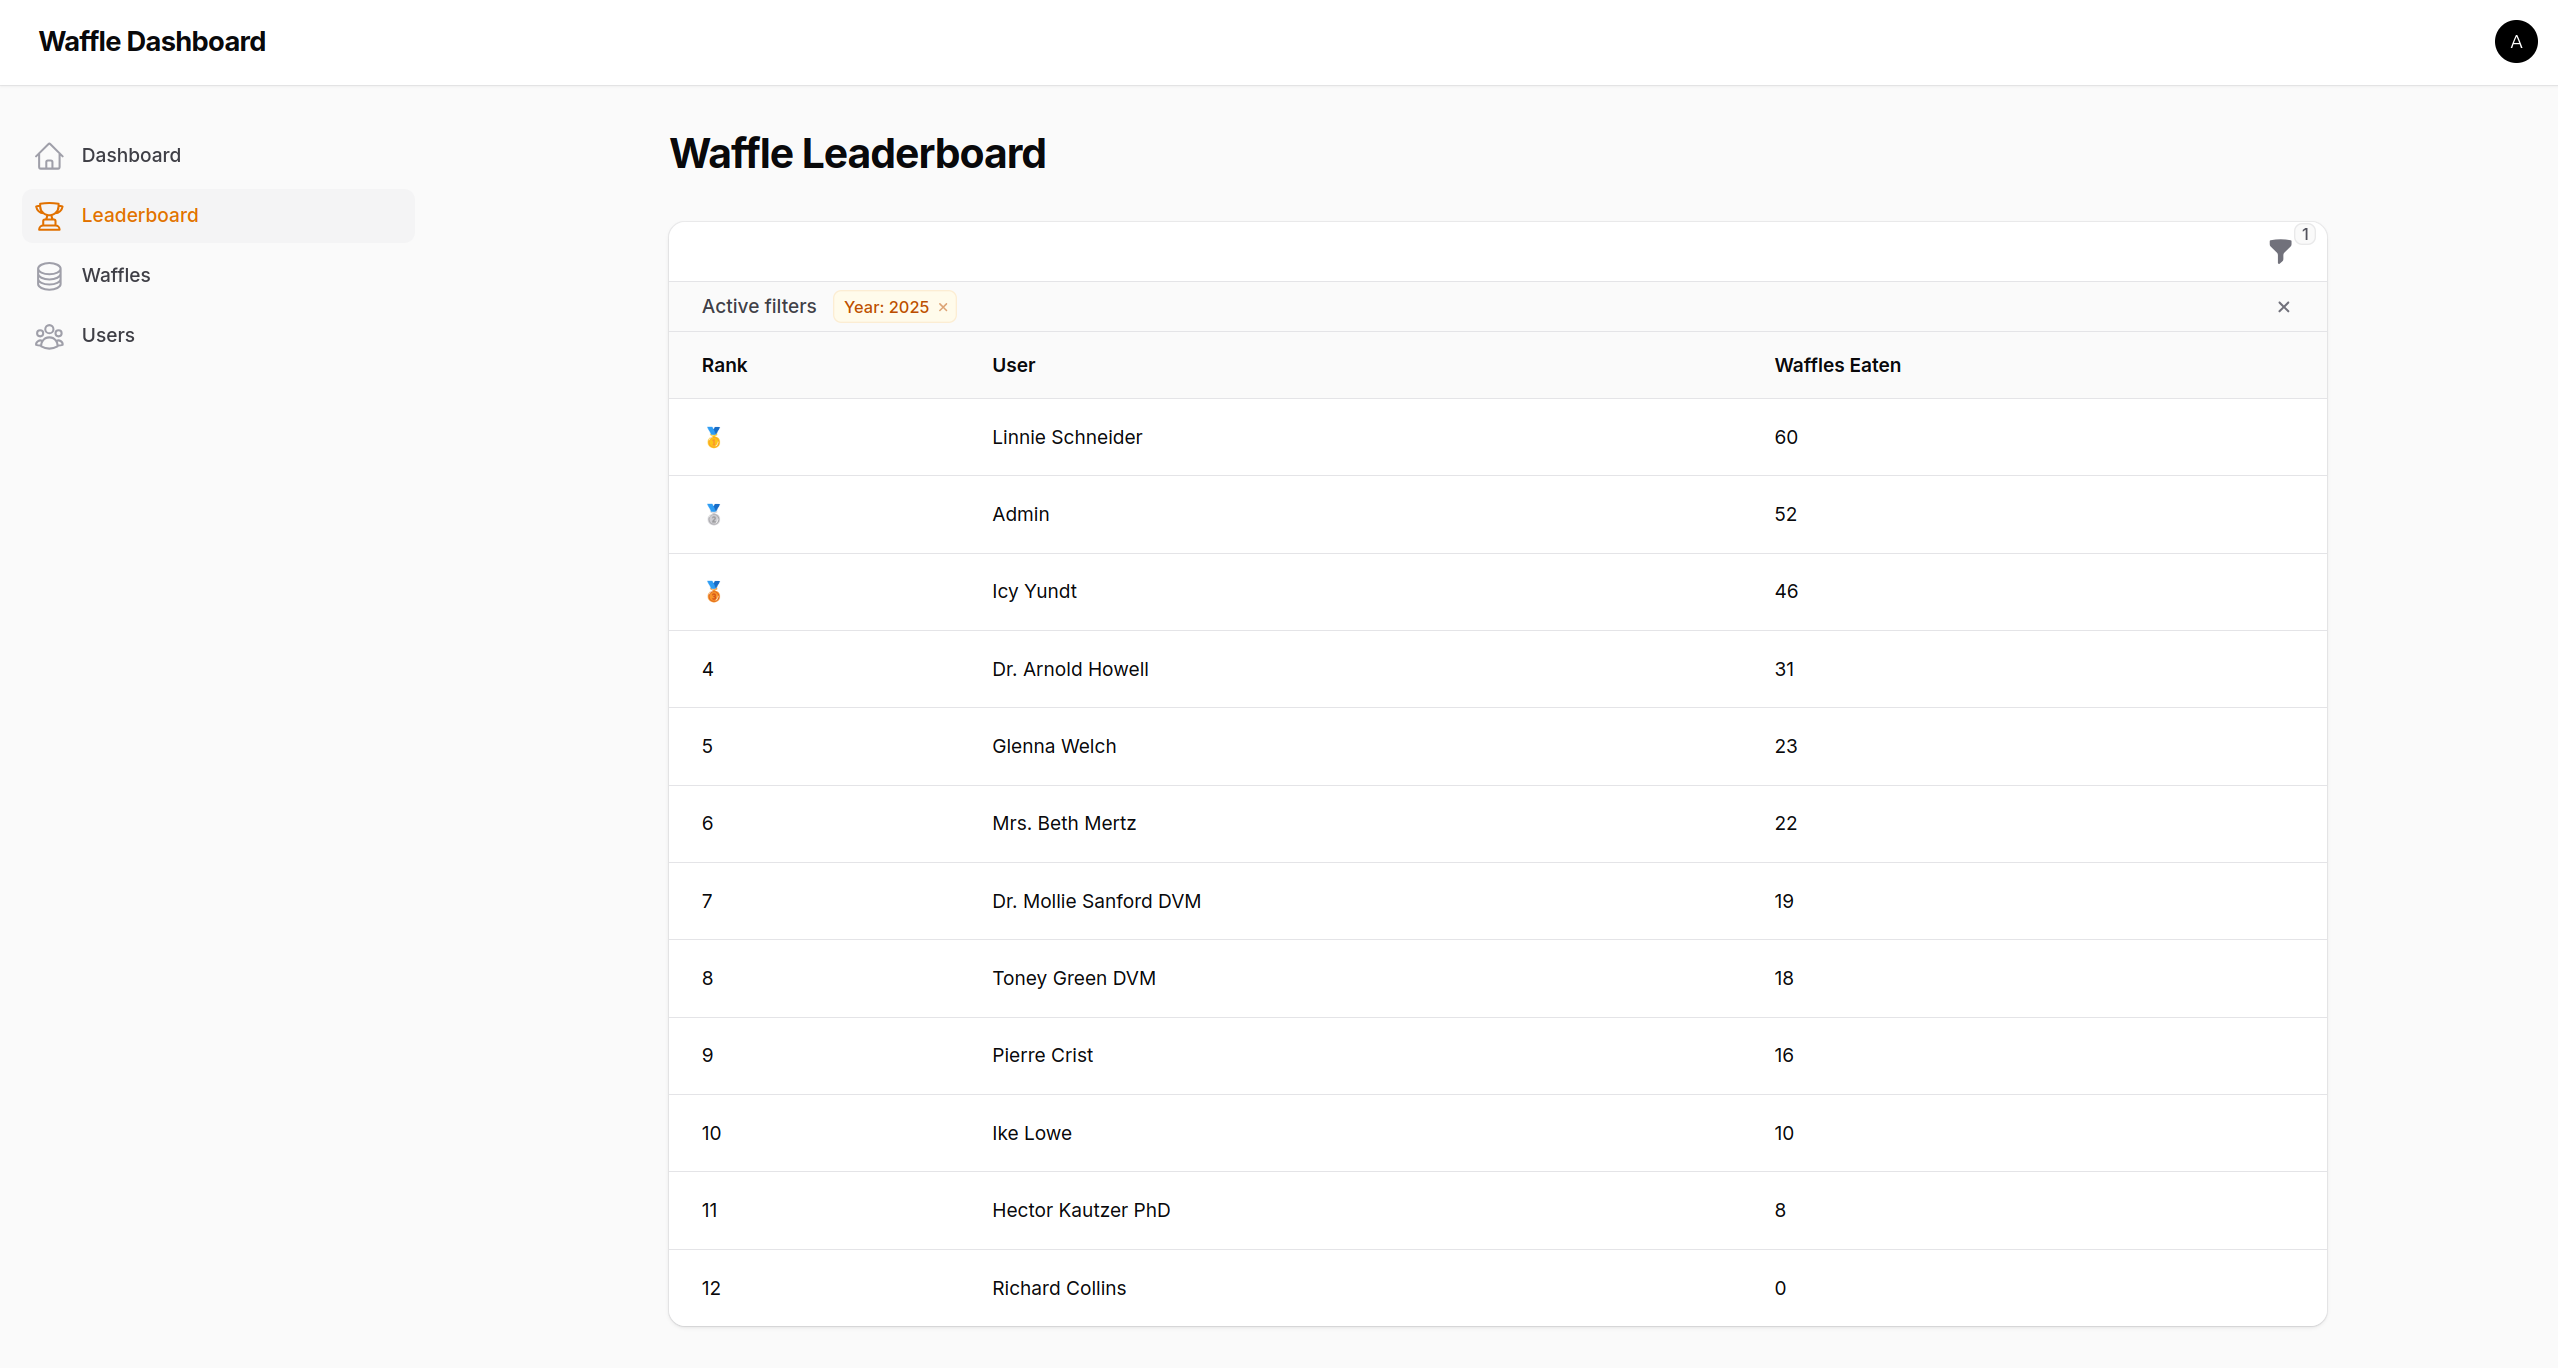 Waffle Dashboard
A
Dashboard
Leaderboard
Waffles
Users
Waffle Leaderboard
1
Active filters Year: 2025
Rank User Waffles Eaten
🥇 Linnie Schneider 60
🥈 Admin 52
🥉 Icy Yundt 46
4 Dr. Arnold Howell 31
5 Glenna Welch 23
6 Mrs. Beth Mertz 22
7 Dr. Mollie Sanford DVM 19
8 Toney Green DVM 18
9 Pierre Crist 16
10 Ike Lowe 10
11 Hector Kautzer PhD 8
12 Richard Collins 0